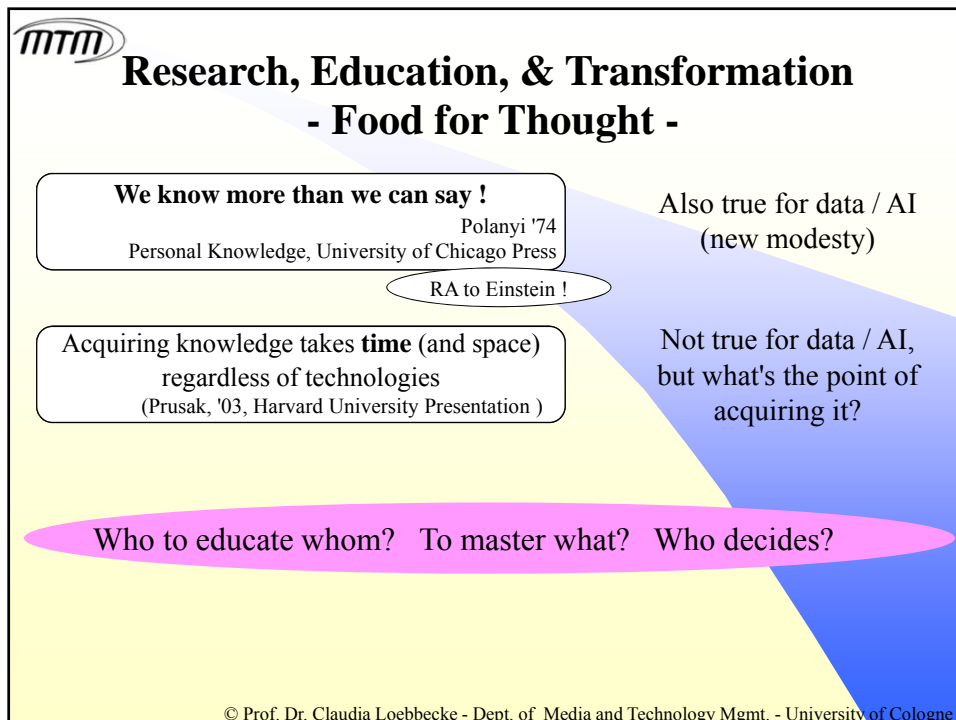 mtm
Research, Education, & Transformation
- Food for Thought -
We know more than we can say !
Polanyi '74
Personal Knowledge, University of Chicago Press
Also true for data / AI
(new modesty)
RA to Einstein !
Acquiring knowledge takes time (and space)
regardless of technologies
(Prusak, '03, Harvard University Presentation )
Not true for data / AI,
but what's the point of
acquiring it?
Who to educate whom? To master what? Who decides?
© Prof. Dr. Claudia Loebbecke - Dept. of Media and Technology Mgmt. - University of Cologne